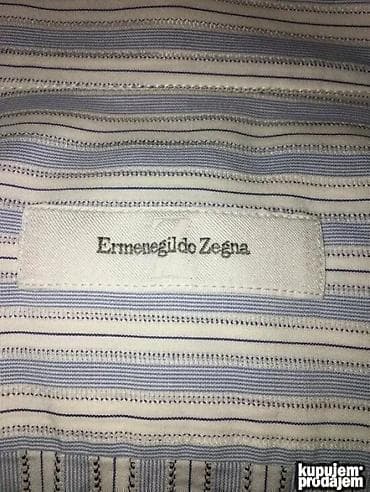 Ermenegildo Zegna
kupujem
prodajem